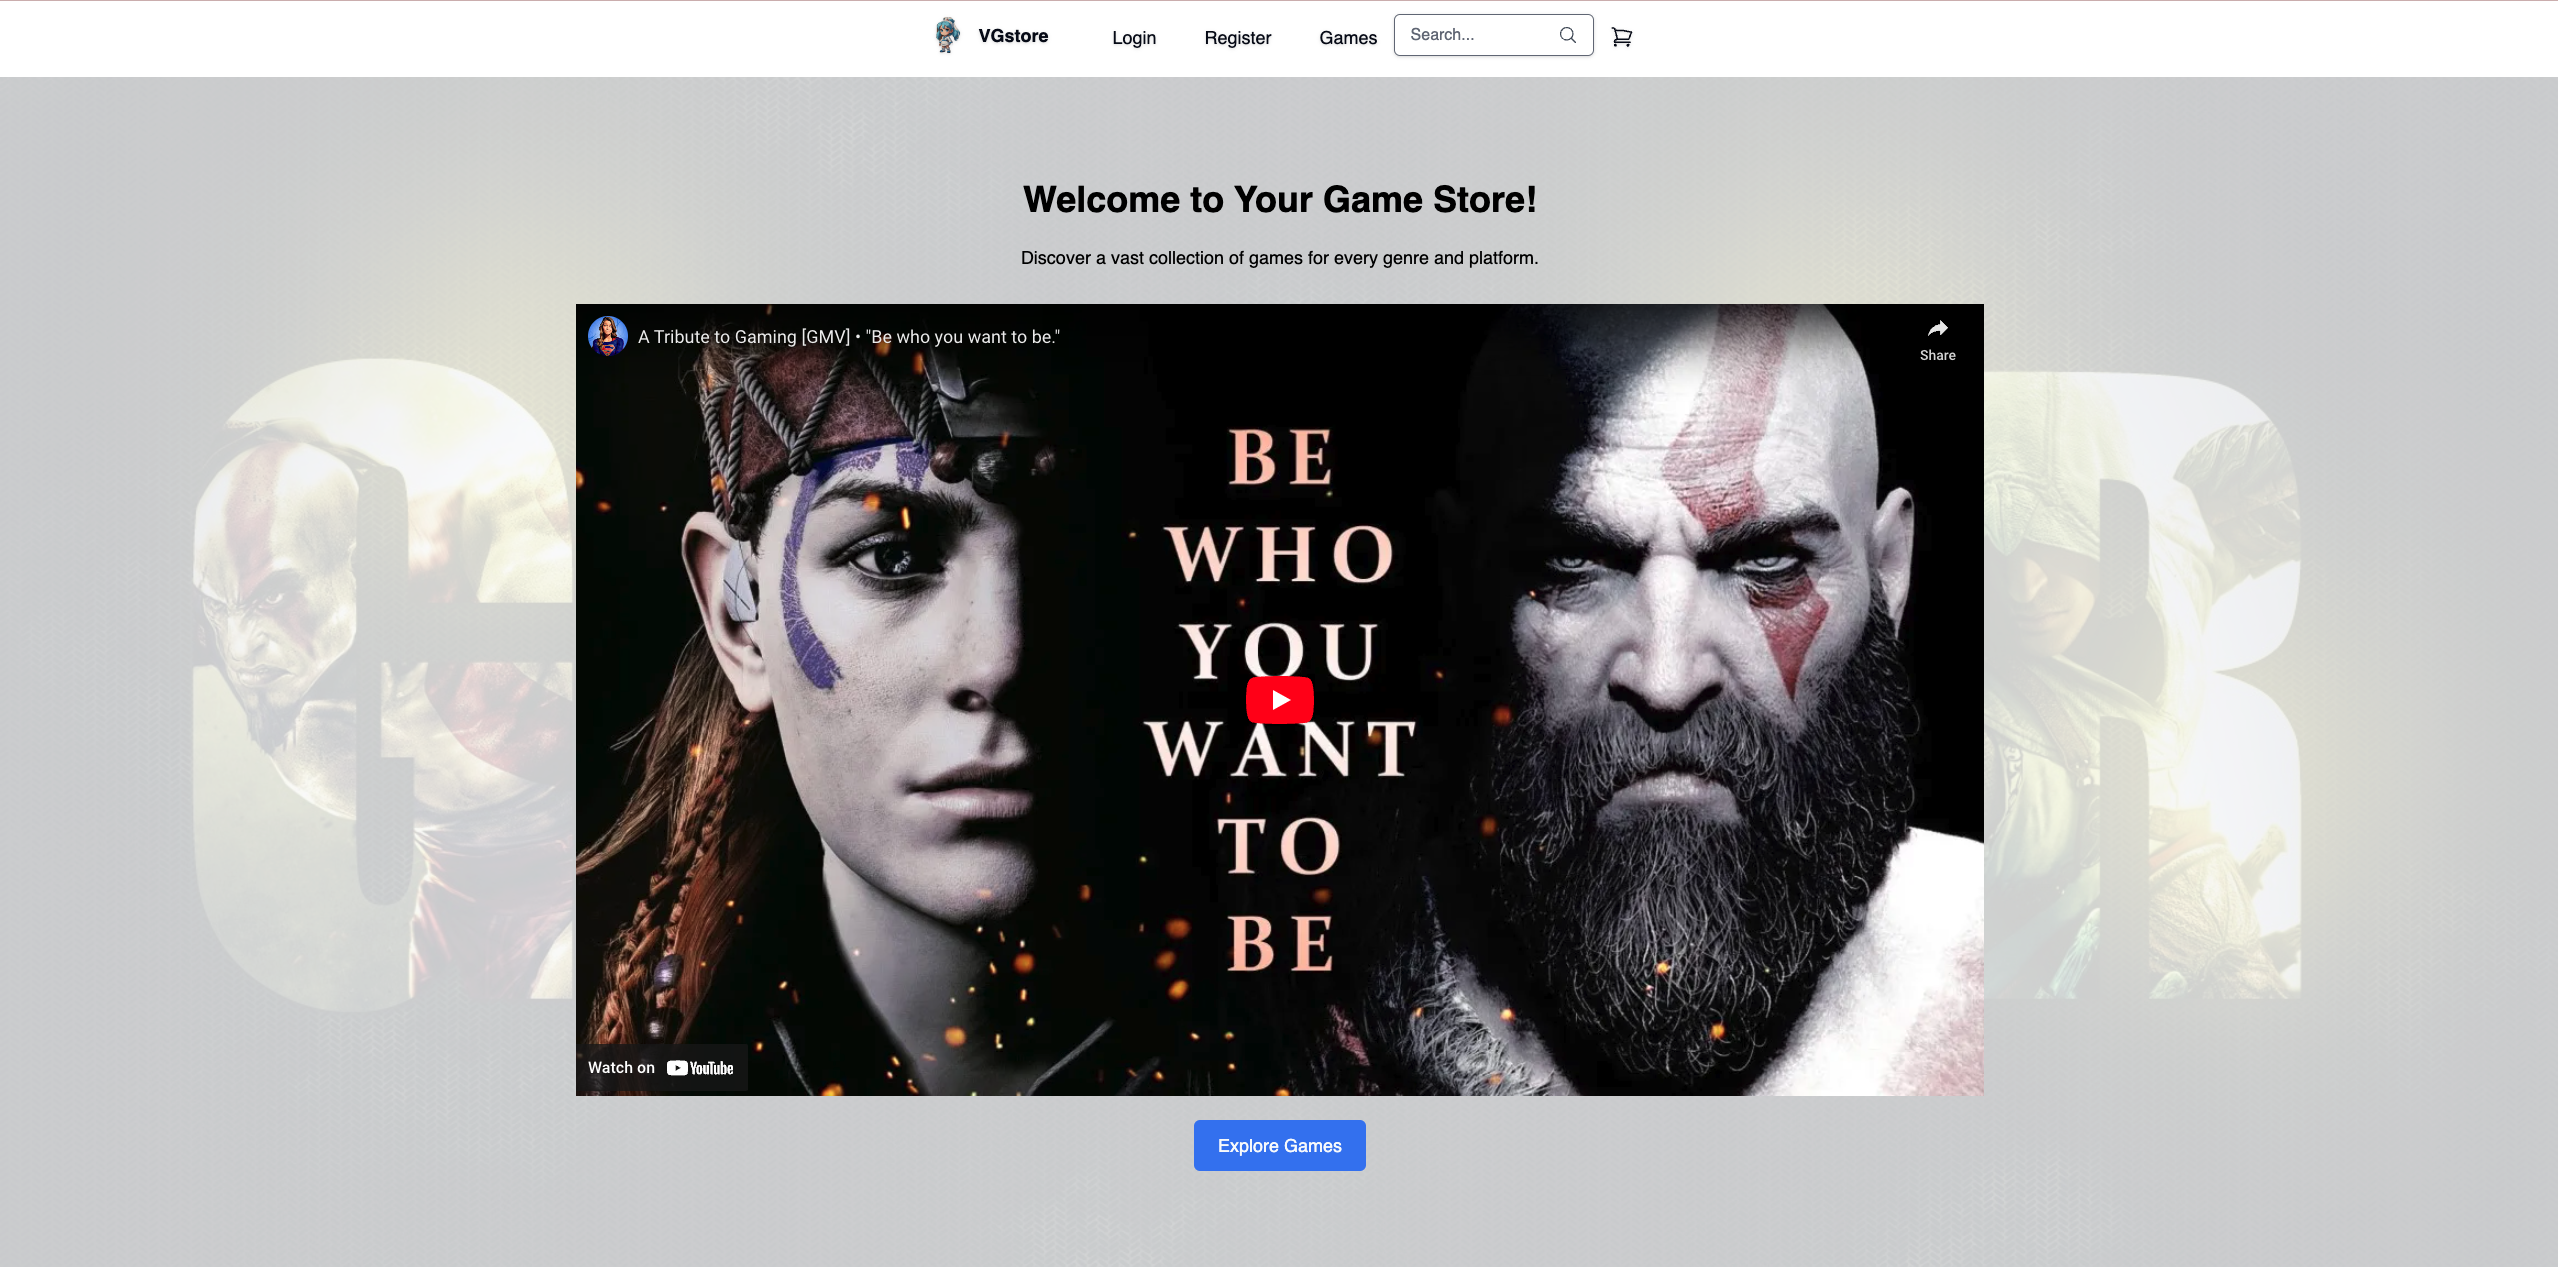 VGstore
Login
Register
Games
Search...
Welcome to Your Game Store!
Discover a vast collection of games for every genre and platform.
A Tribute to Gaming [GMV] • "Be who you want to be."
Share
BE
WHO
YOU
WANT
TO
BE
Watch on YouTube
Explore Games